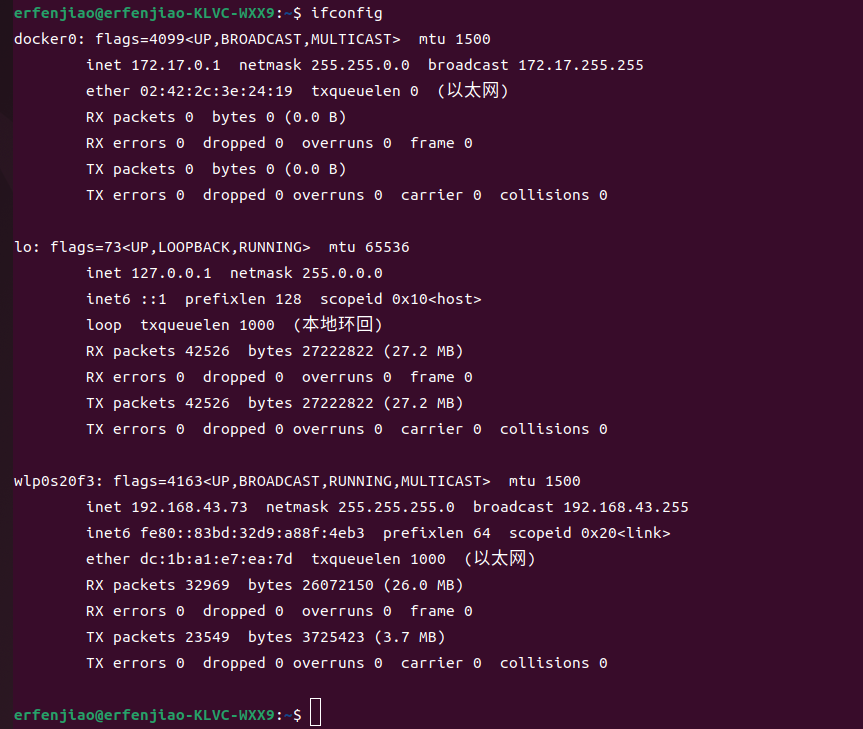 erfenjiao@erfenjiao-KLVC-WXX9:~$ ifconfig
docker0: flags=4099<UP,BROADCAST,MULTICAST>  mtu 1500
        inet 172.17.0.1  netmask 255.255.0.0  broadcast 172.17.255.255
        ether 02:42:2c:3e:24:19  txqueuelen 0  (以太网)
        RX packets 0  bytes 0 (0.0 B)
        RX errors 0  dropped 0  overruns 0  frame 0
        TX packets 0  bytes 0 (0.0 B)
        TX errors 0  dropped 0 overruns 0  carrier 0  collisions 0

lo: flags=73<UP,LOOPBACK,RUNNING>  mtu 65536
        inet 127.0.0.1  netmask 255.0.0.0
        inet6 ::1  prefixlen 128  scopeid 0x10<host>
        loop  txqueuelen 1000  (本地环回)
        RX packets 42526  bytes 27222822 (27.2 MB)
        RX errors 0  dropped 0  overruns 0  frame 0
        TX packets 42526  bytes 27222822 (27.2 MB)
        TX errors 0  dropped 0 overruns 0  carrier 0  collisions 0

wlp0s20f3: flags=4163<UP,BROADCAST,RUNNING,MULTICAST>  mtu 1500
        inet 192.168.43.73  netmask 255.255.255.0  broadcast 192.168.43.255
        inet6 fe80::83bd:32d9:a88f:4eb3  prefixlen 64  scopeid 0x20<link>
        ether dc:1b:a1:e7:ea:7d  txqueuelen 1000  (以太网)
        RX packets 32969  bytes 26072150 (26.0 MB)
        RX errors 0  dropped 0  overruns 0  frame 0
        TX packets 23549  bytes 3725423 (3.7 MB)
        TX errors 0  dropped 0 overruns 0  carrier 0  collisions 0

erfenjiao@erfenjiao-KLVC-WXX9:~$